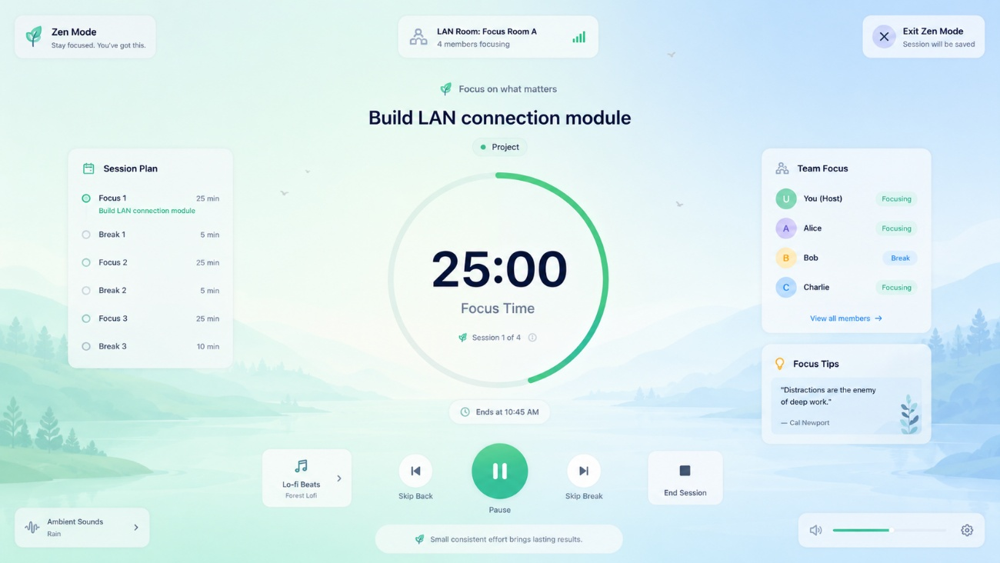 Zen Mode
Stay focused. You've got this.
LAN Room: Focus Room A
4 members focusing
Exit Zen Mode
Session will be saved
Focus on what matters
Build LAN connection module
Project
Session Plan
Focus 1 25 min
Build LAN connection module
Break 1 5 min
Focus 2 25 min
Break 2 5 min
Focus 3 25 min
Break 3 10 min
25:00
Focus Time
Session 1 of 4
Ends at 10:45 AM
Team Focus
U You (Host) Focusing
A Alice Focusing
B Bob Break
C Charlie Focusing
View all members
Focus Tips
"Distractions are the enemy
of deep work."
— Cal Newport
Lo-fi Beats
Forest Lofi
Skip Back
Pause
Skip Break
End Session
Ambient Sounds
Rain
Small consistent effort brings lasting results.